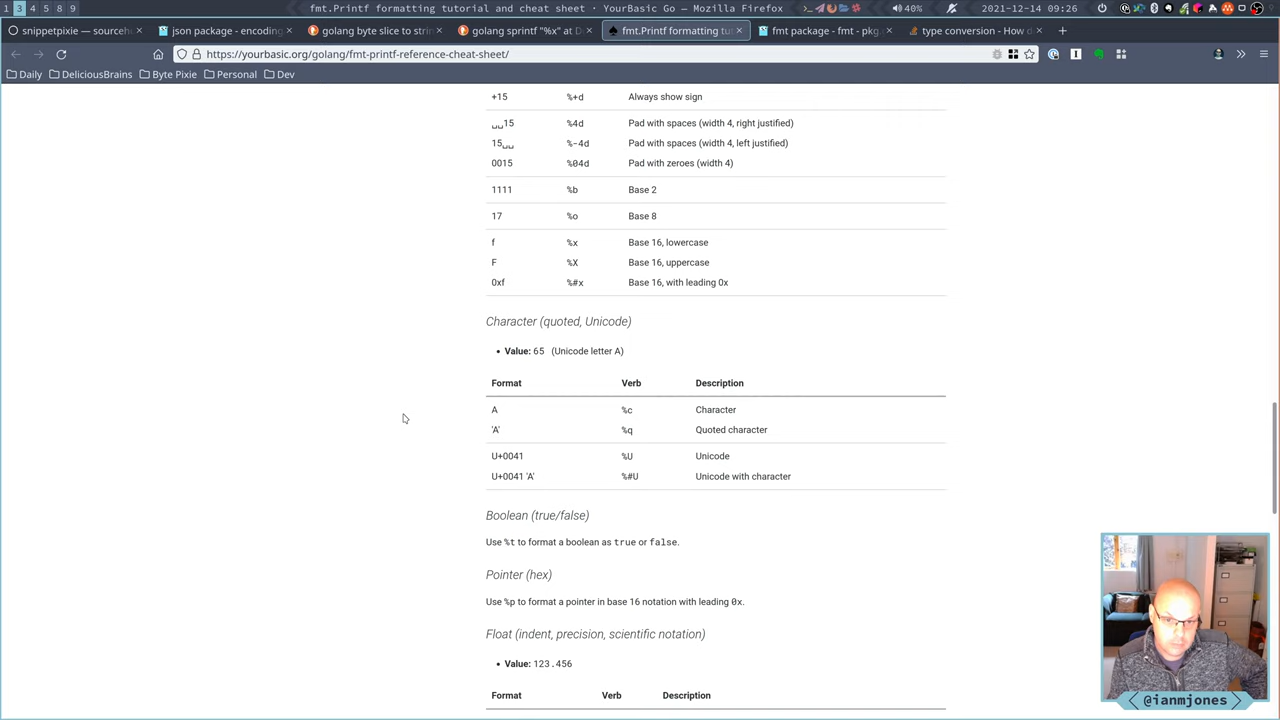 1 2 3 4 5 8 9
fmt.Printf formatting tutorial and cheat sheet · YourBasic Go — Mozilla Firefox
40%
2021-12-14 09:26
snippetpixie — sourcehu
json package - encoding
golang byte slice to strin
golang sprintf "%x" at D
fmt.Printf formatting tut
fmt package - fmt - pkg.
type conversion - How d
https://yourbasic.org/golang/fmt-printf-reference-cheat-sheet/
Daily
DeliciousBrains
Byte Pixie
Personal
Dev
+15 %+d Always show sign
␣␣15 %4d Pad with spaces (width 4, right justified)
15␣␣ %-4d Pad with spaces (width 4, left justified)
0015 %04d Pad with zeroes (width 4)
1111 %b Base 2
17 %o Base 8
f %x Base 16, lowercase
F %X Base 16, uppercase
0xf %#x Base 16, with leading 0x
Character (quoted, Unicode)
• Value: 65 (Unicode letter A)
Format Verb Description
A %c Character
'A' %q Quoted character
U+0041 %U Unicode
U+0041 'A' %#U Unicode with character
Boolean (true/false)
Use %t to format a boolean as true or false.
Pointer (hex)
Use %p to format a pointer in base 16 notation with leading 0x.
Float (indent, precision, scientific notation)
• Value: 123.456
Format Verb Description
@ianmjones